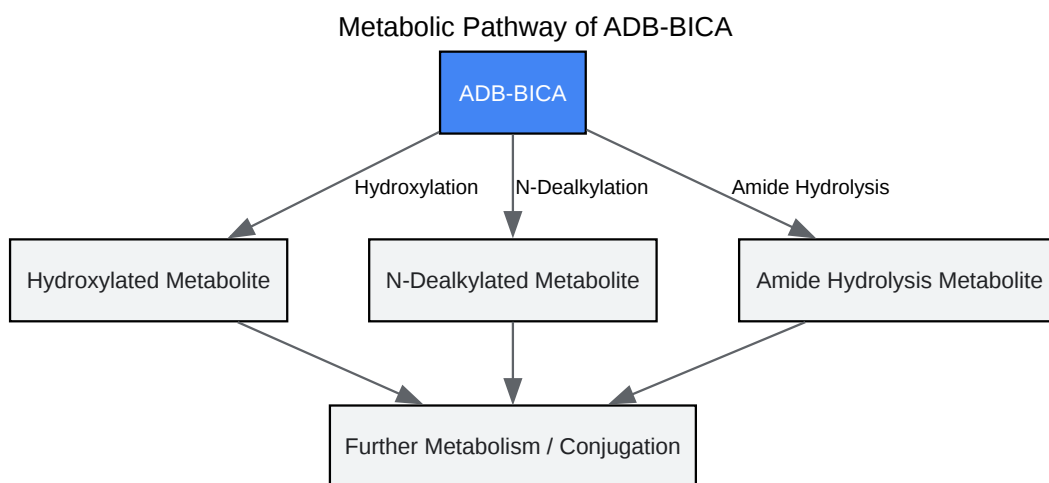 Metabolic Pathway of ADB-BICA
ADB-BICA
Hydroxylation
N-Dealkylation
Amide Hydrolysis
Hydroxylated Metabolite
N-Dealkylated Metabolite
Amide Hydrolysis Metabolite
Further Metabolism / Conjugation